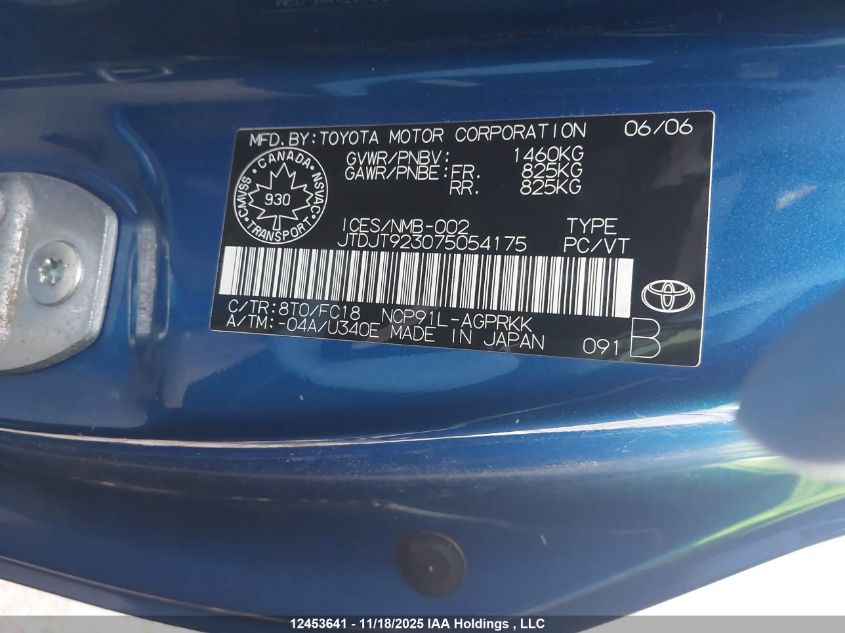 MFD.BY:TOYOTA MOTOR CORPORATION 06/06
GVWR/PNBV: 1460KG
GAWR/PNBE:FR. 825KG
RR. 825KG
CANADA
CMVSS NSVAC
930
TRANSPORT
ICES/NMB-002 TYPE
JTDJT923075054175 PC/VT
C/TR:8T0/FC18 NCP91L-AGPRKK
A/TM:-04A/U340E MADE IN JAPAN 091 B
12453641 - 11/18/2025 IAA Holdings , LLC